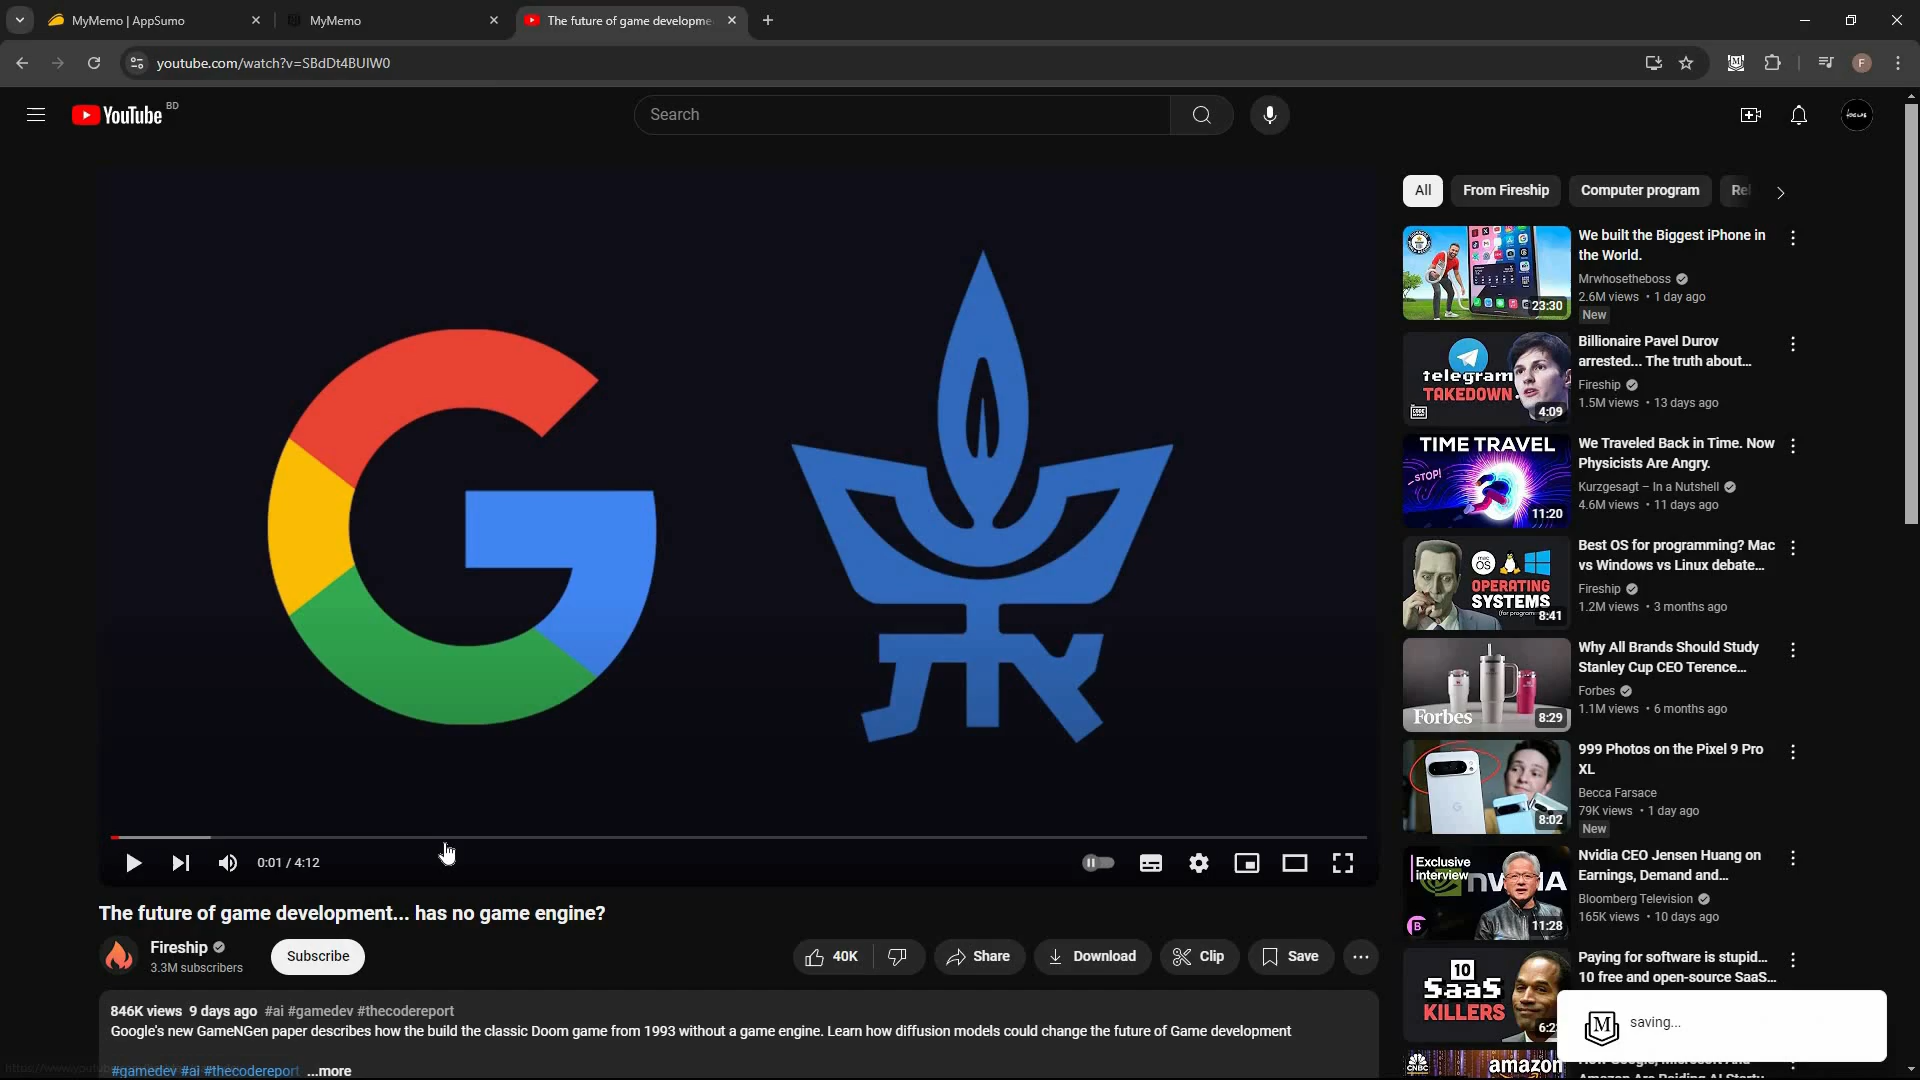 MyMemo | AppSumo
MyMemo
The future of game developme
youtube.com/watch?v=SBdDt4BUIW0
F
YouTube BD
Search
All
From Fireship
Computer program
Rel
We built the Biggest iPhone in
the World.
Mrwhosetheboss
2.6M views • 1 day ago
New
23:30
telegram
TAKEDOWN
4:09
Billionaire Pavel Durov
arrested... The truth about...
Fireship
1.5M views • 13 days ago
TIME TRAVEL
STOP!
11:20
We Traveled Back in Time. Now
Physicists Are Angry.
Kurzgesagt – In a Nutshell
4.6M views • 11 days ago
mac
OS
OPERATING
SYSTEMS
8:41
Best OS for programming? Mac
vs Windows vs Linux debate...
Fireship
1.2M views • 3 months ago
Forbes
8:29
Why All Brands Should Study
Stanley Cup CEO Terence...
Forbes
1.1M views • 6 months ago
8:02
999 Photos on the Pixel 9 Pro
XL
Becca Farsace
79K views • 1 day ago
New
Exclusive
interview
11:28
Nvidia CEO Jensen Huang on
Earnings, Demand and...
Bloomberg Television
165K views • 10 days ago
10
SaaS
KILLERS
Paying for software is stupid...
10 free and open-source SaaS...
M
saving...
CNBC
amazon
0:01 / 4:12
The future of game development... has no game engine?
Fireship
3.3M subscribers
Subscribe
40K
Share
Download
Clip
Save
846K views 9 days ago #ai #gamedev #thecodereport
Google's new GameNGen paper describes how the build the classic Doom game from 1993 without a game engine. Learn how diffusion models could change the future of Game development
#gamedev #ai #thecodereport ...more